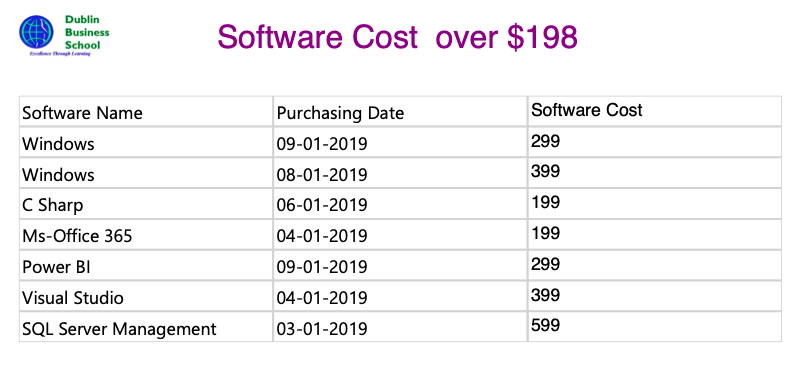 Dublin
Business
School
Excellence Through Learning
Software Cost over $198
Software Name Purchasing Date Software Cost
Windows 09-01-2019 299
Windows 08-01-2019 399
C Sharp 06-01-2019 199
Ms-Office 365 04-01-2019 199
Power BI 09-01-2019 299
Visual Studio 04-01-2019 399
SQL Server Management 03-01-2019 599